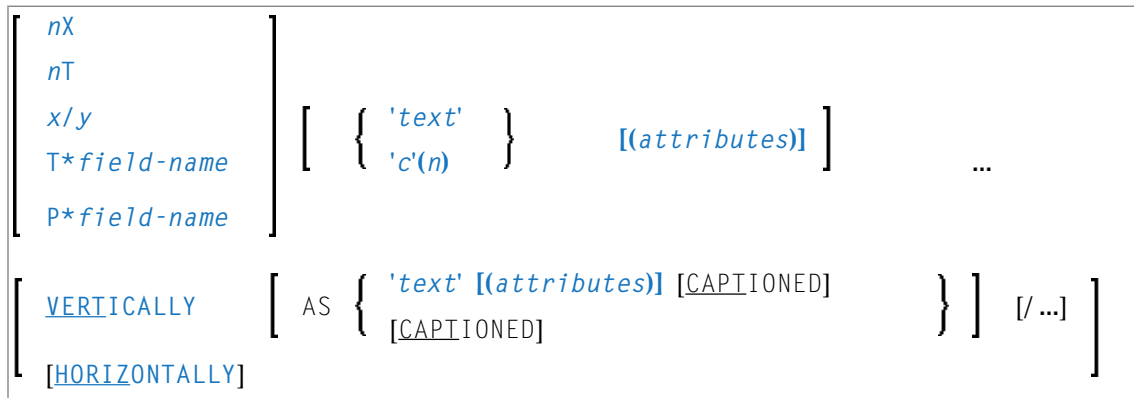 nX
nT
x/y
T*field-name
P*field-name
[ { 'text'
'c'(n) } [(attributes)] ] ...
VERTICALLY [ AS { 'text' [(attributes)] [CAPTIONED]
[CAPTIONED] } ] [/ ...]
[HORIZONTALLY]